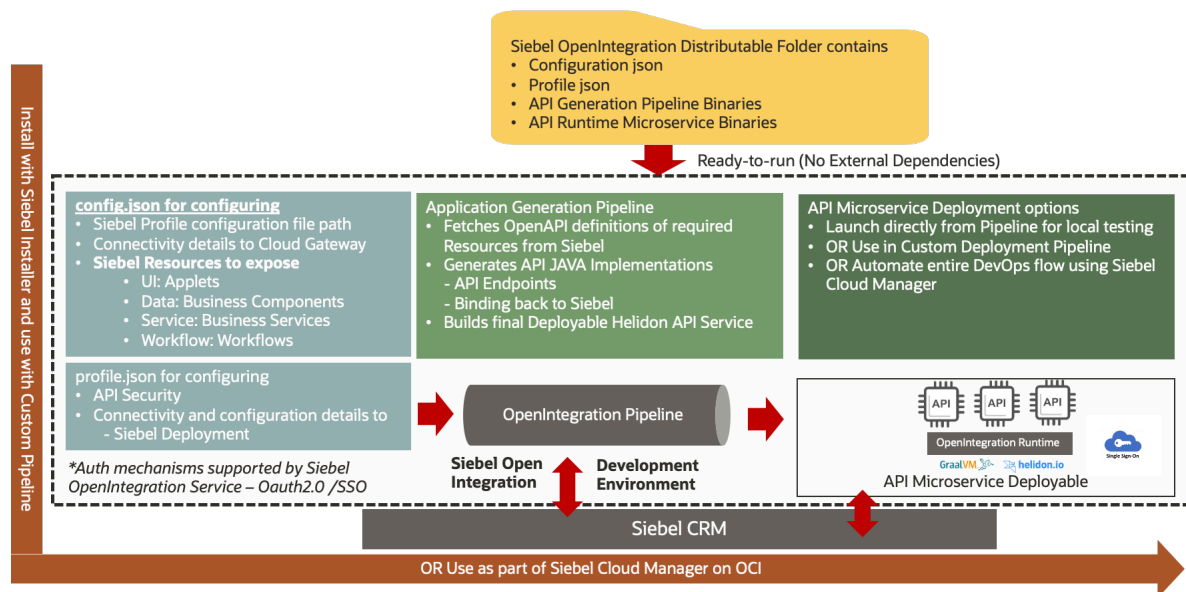 Siebel OpenIntegration Distributable Folder contains
• Configuration json
• Profile json
• API Generation Pipeline Binaries
• API Runtime Microservice Binaries
Ready-to-run (No External Dependencies)
Install with Siebel Installer and use with Custom Pipeline
config.json for configuring
• Siebel Profile configuration file path
• Connectivity details to Cloud Gateway
• Siebel Resources to expose
• UI: Applets
• Data: Business Components
• Service: Business Services
• Workflow: Workflows
Application Generation Pipeline
• Fetches OpenAPI definitions of required
Resources from Siebel
• Generates API JAVA Implementations
- API Endpoints
- Binding back to Siebel
• Builds final Deployable Helidon API Service
API Microservice Deployment options
• Launch directly from Pipeline for local testing
• OR Use in Custom Deployment Pipeline
• OR Automate entire DevOps flow using Siebel
Cloud Manager
profile.json for configuring
• API Security
• Connectivity and configuration details to
- Siebel Deployment
*Auth mechanisms supported by Siebel
OpenIntegration Service – Oauth2.0 /SSO
OpenIntegration Pipeline
Siebel Open
Integration
Development
Environment
API
API
API
OpenIntegration Runtime
GraalVM
helidon.io
Single Sign-On
API Microservice Deployable
Siebel CRM
OR Use as part of Siebel Cloud Manager on OCI